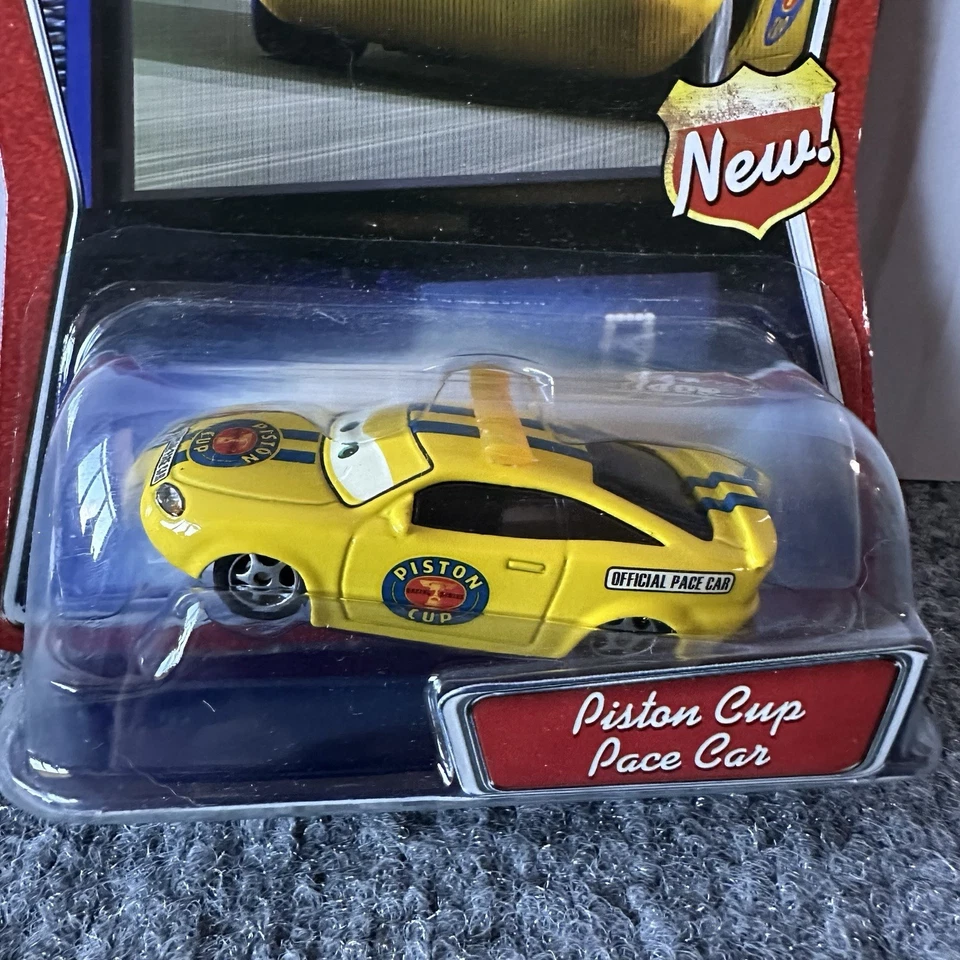 New!
PISTON
CUP
PISTON
CUP
OFFICIAL PACE CAR
Piston Cup
Pace Car